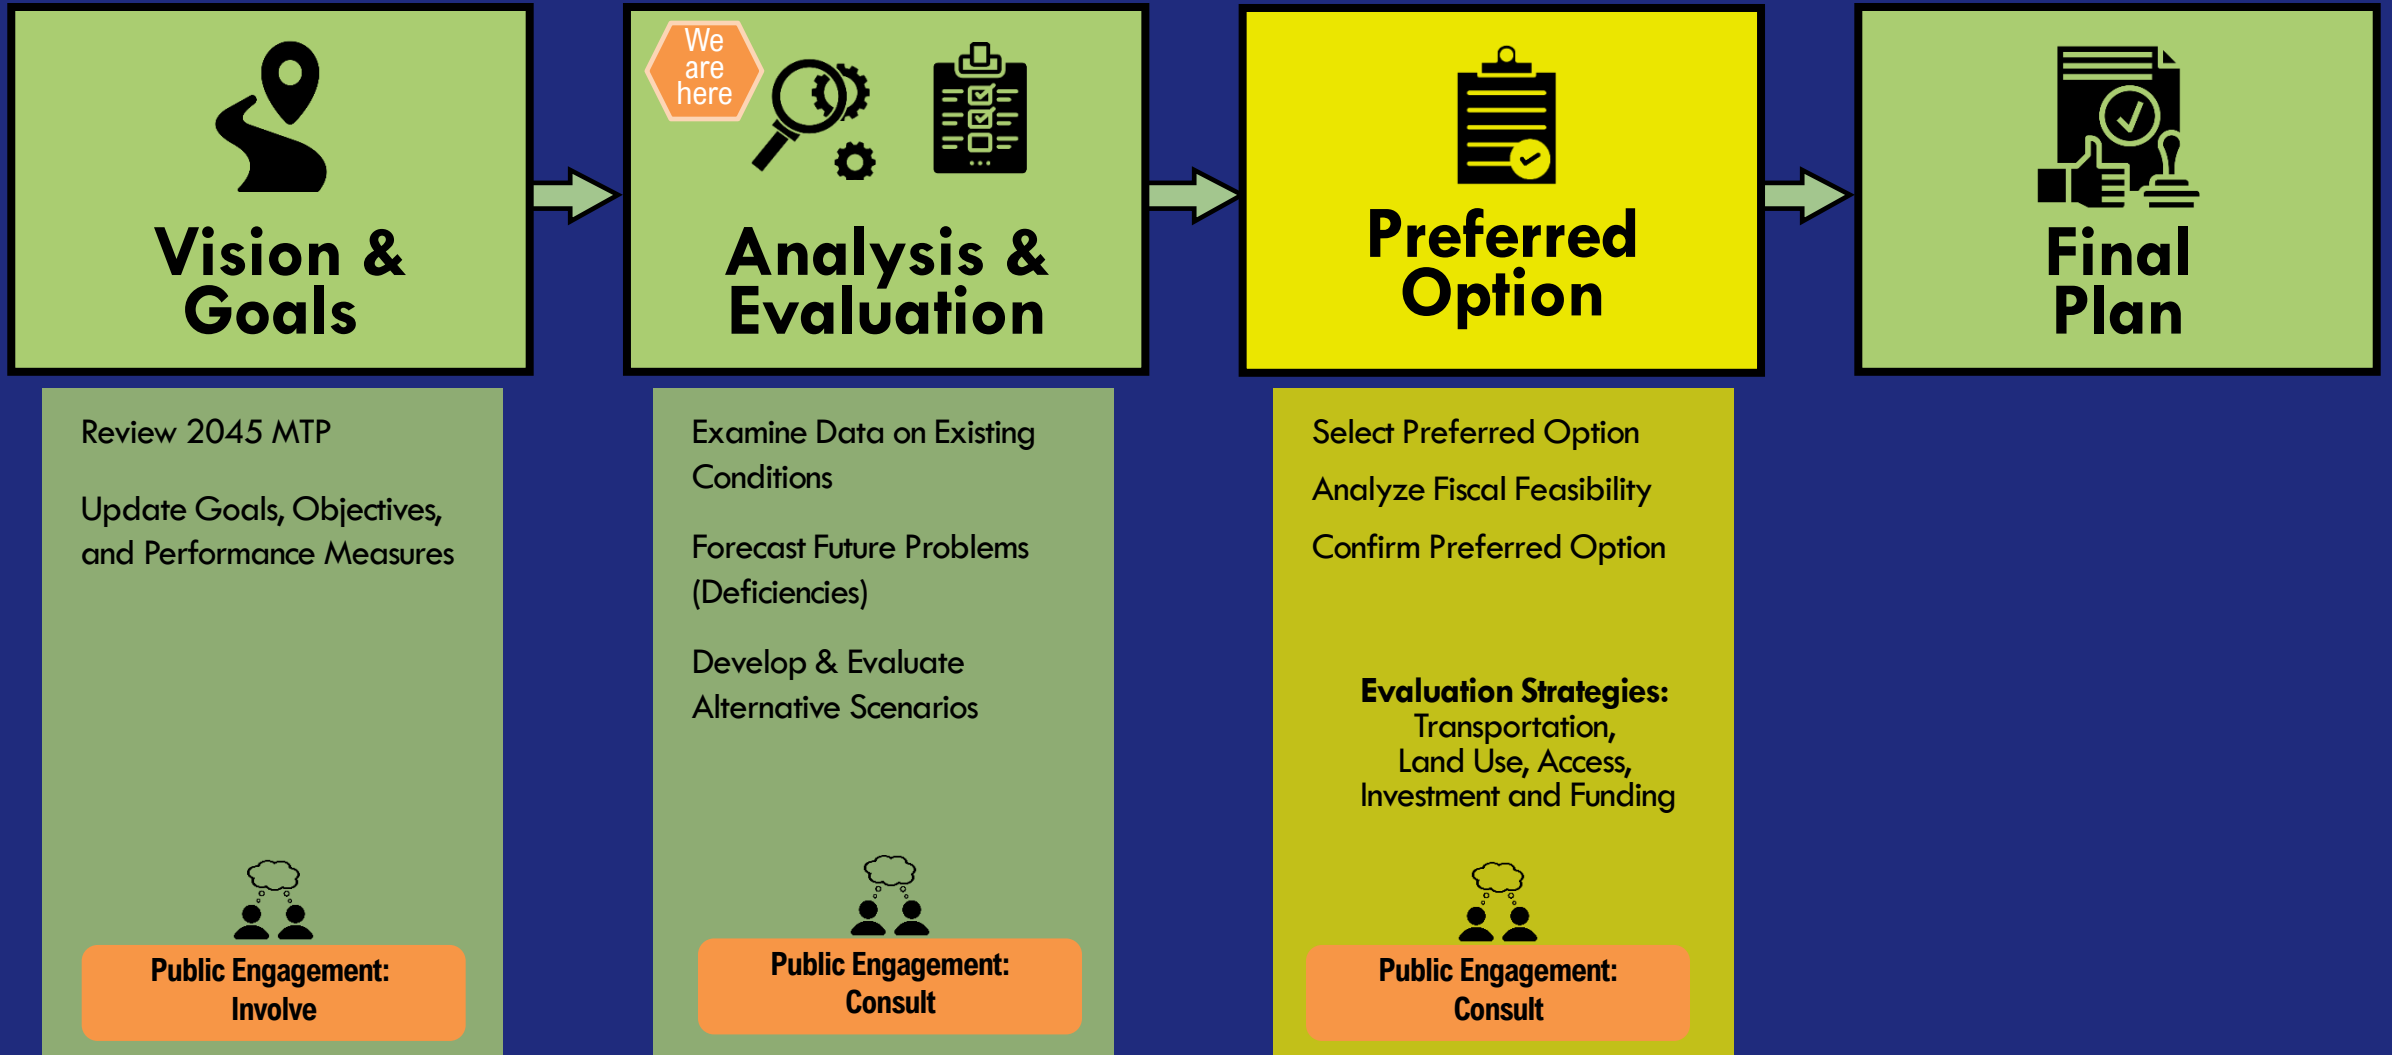 We
are
here
Vision &
Goals
Analysis &
Evaluation
Preferred
Option
Final
Plan
Review 2045 MTP
Update Goals, Objectives,
and Performance Measures
Public Engagement:
Involve
Examine Data on Existing
Conditions
Forecast Future Problems
(Deficiencies)
Develop & Evaluate
Alternative Scenarios
Public Engagement:
Consult
Select Preferred Option
Analyze Fiscal Feasibility
Confirm Preferred Option
Evaluation Strategies:
Transportation,
Land Use, Access,
Investment and Funding
Public Engagement:
Consult